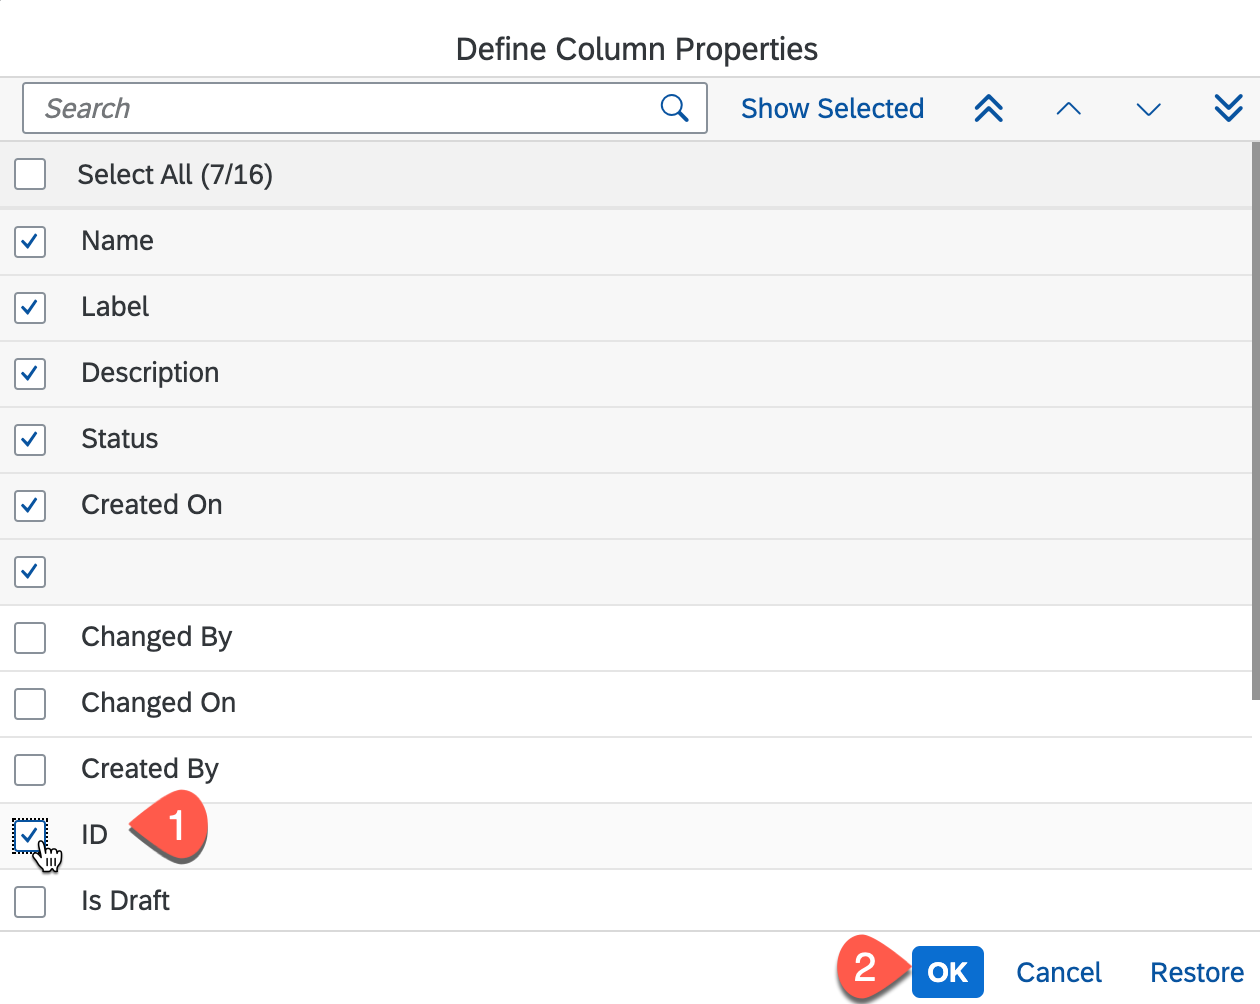 Define Column Properties
Search Show Selected
Select All (7/16)
Name
Label
Description
Status
Created On
Changed By
Changed On
Created By
ID 1
Is Draft
2 OK Cancel Restore